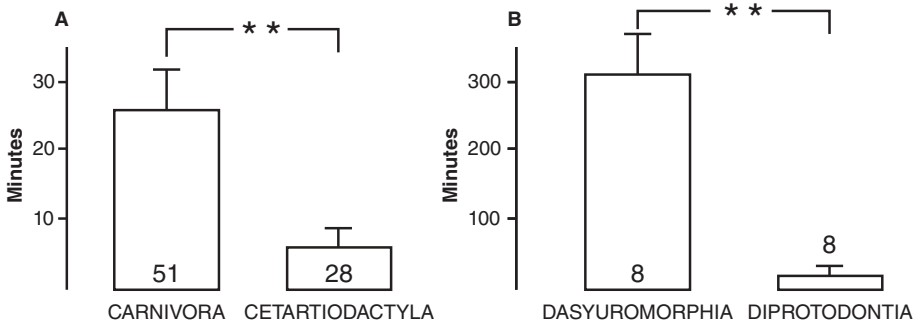 A
* *
30
20
10
Minutes
51
28
CARNIVORA CETARTIODACTYLA
B
* *
300
200
100
Minutes
8
8
DASYUROMORPHIA DIPROTODONTIA